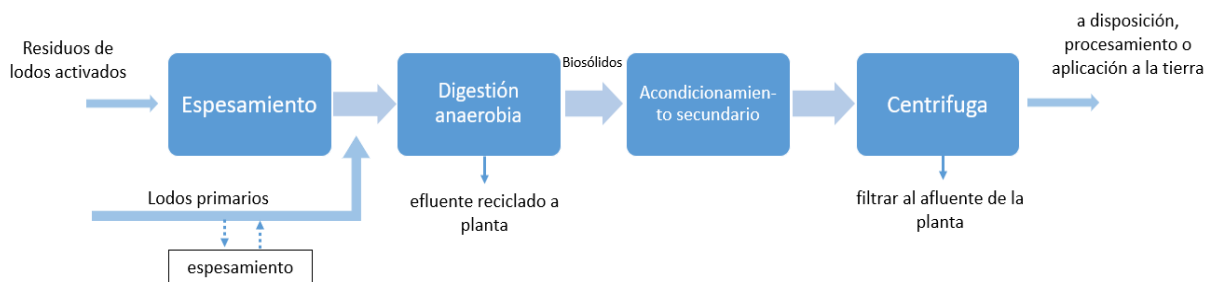 Residuos de
lodos activados
Espesamiento
Lodos primarios
espesamiento
Digestión
anaerobia
efluente reciclado a
planta
Biosólidos
Acondicionamien-
to secundario
Centrifuga
filtrar al afluente de la
planta
a disposición,
procesamiento o
aplicación a la tierra